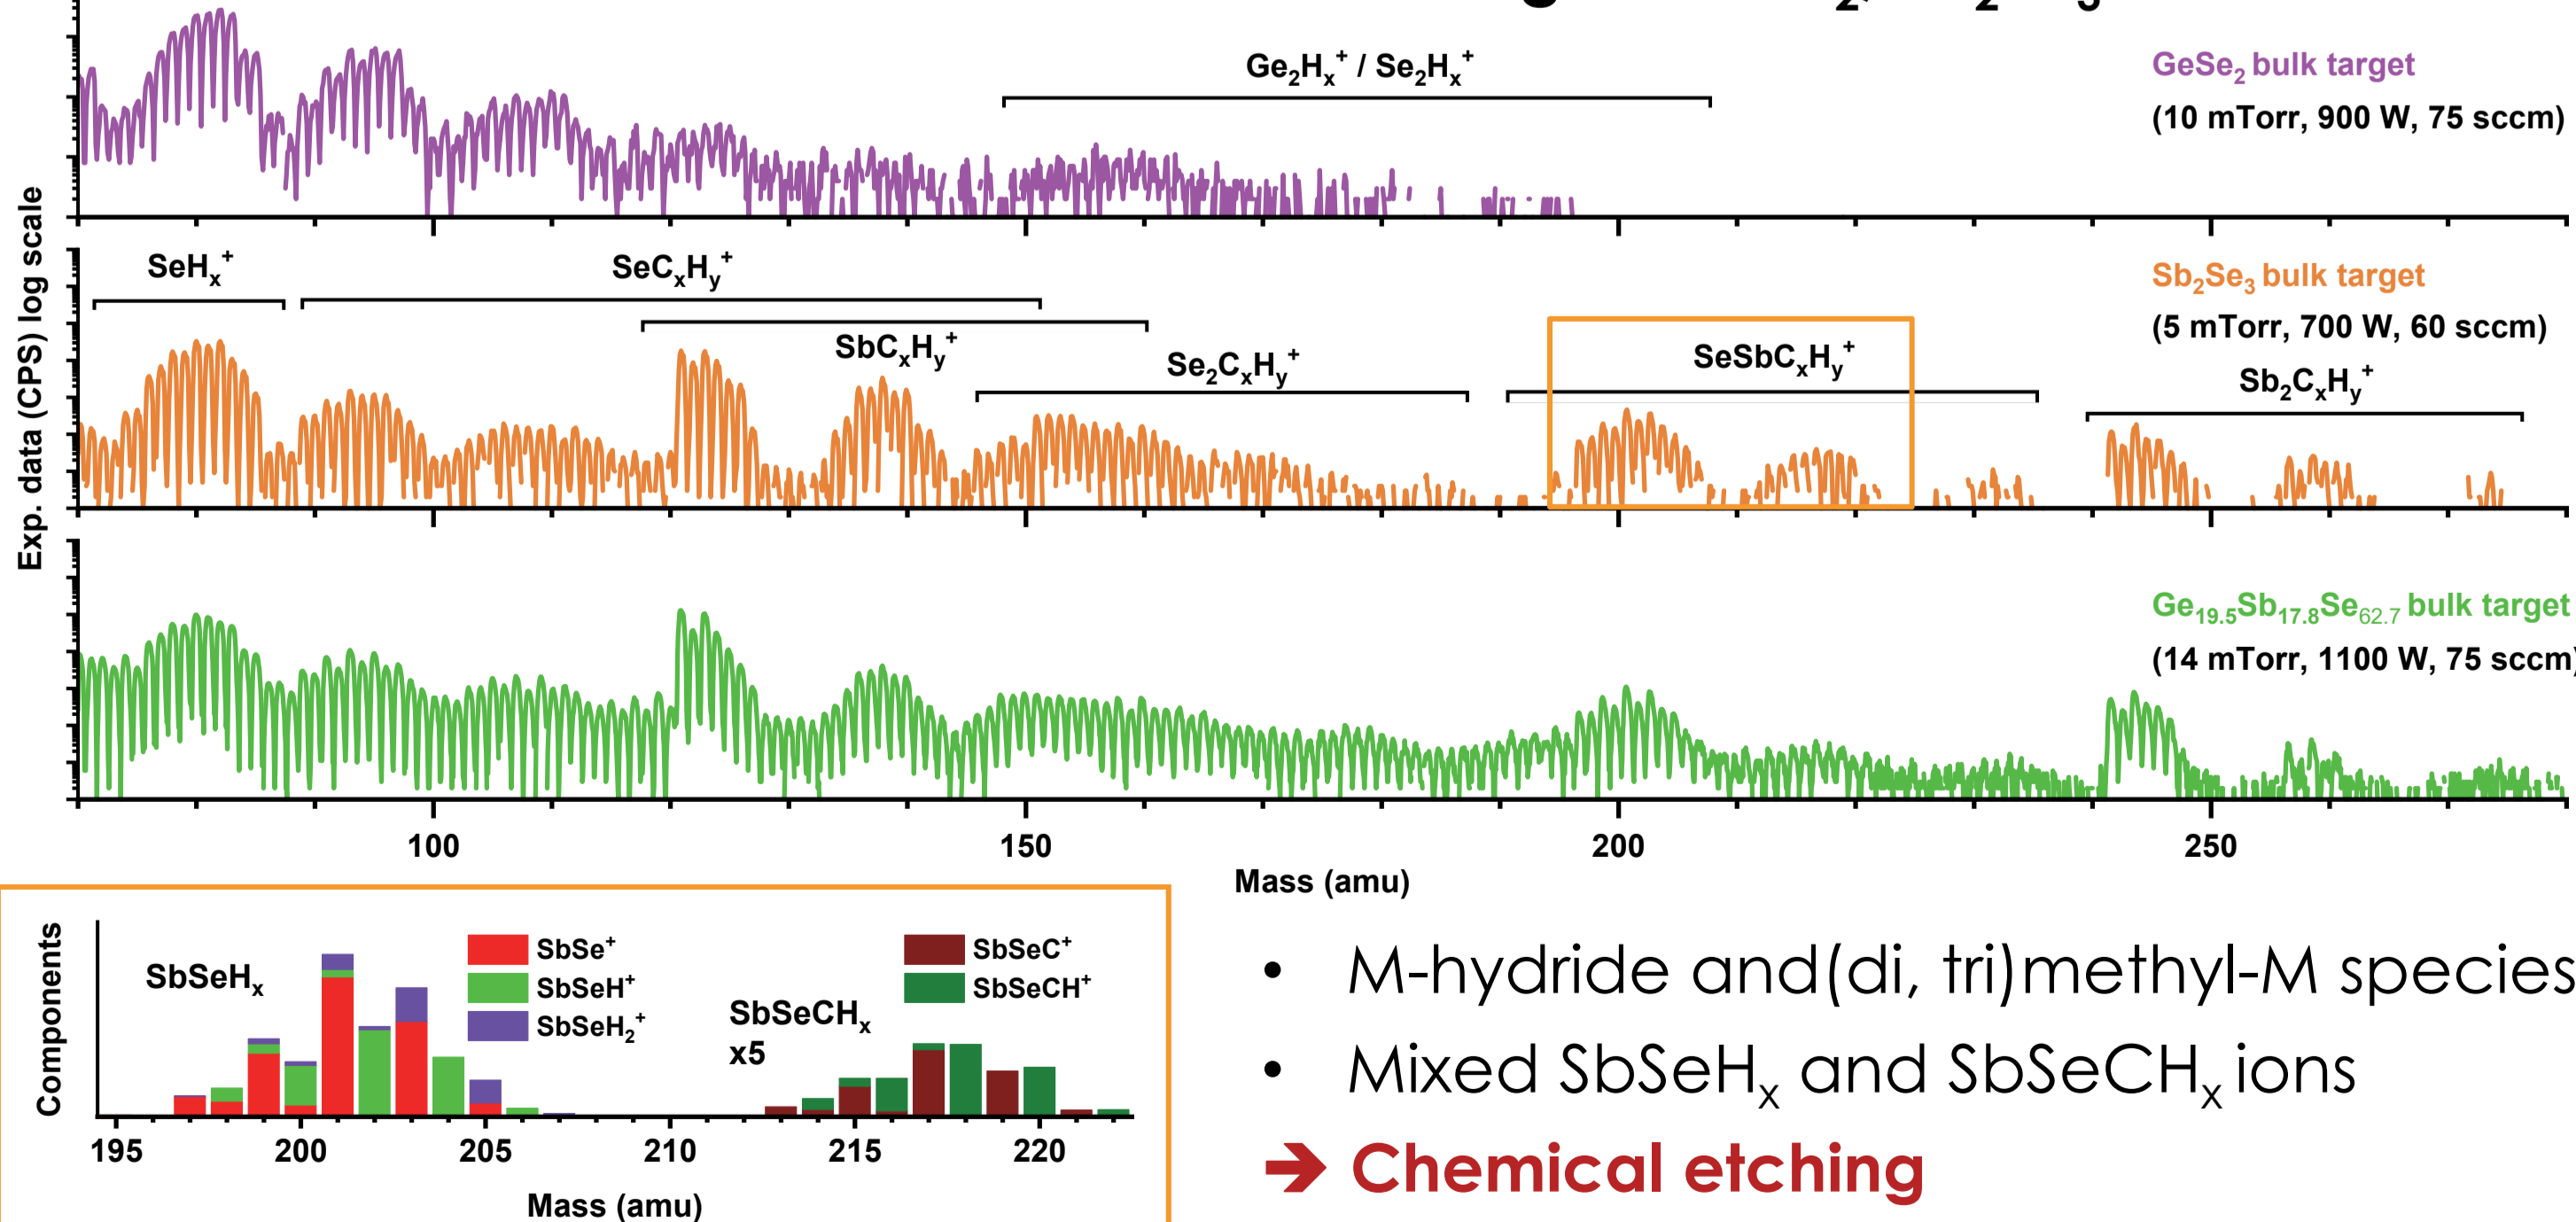 Ge2Hx+ / Se2Hx+
GeSe2 bulk target
(10 mTorr, 900 W, 75 sccm)
Exp. data (CPS) log scale
SeHx+
SeCxHy+
SbCxHy+
Se2CxHy+
SeSbCxHy+
Sb2CxHy+
Sb2Se3 bulk target
(5 mTorr, 700 W, 60 sccm)
Ge19.5Sb17.8Se62.7 bulk target
(14 mTorr, 1100 W, 75 sccm)
100 150 200 250
Mass (amu)
Components
SbSeHx
SbSe+
SbSeH+
SbSeH2+
SbSeCHx
x5
SbSeC+
SbSeCH+
195 200 205 210 215 220
Mass (amu)
• M-hydride and(di, tri)methyl-M species
• Mixed SbSeHx and SbSeCHx ions
➔ Chemical etching